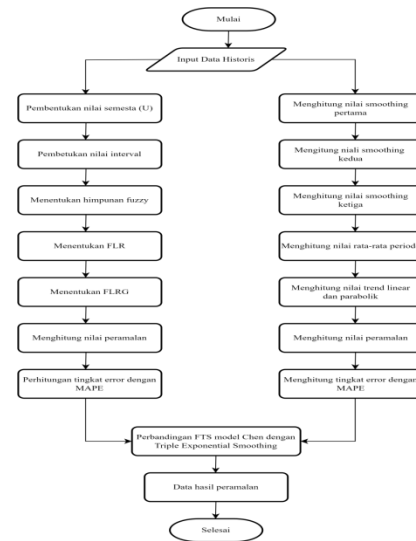 Mulai
Input Data Historis
Pembentukan nilai semesta (U)
Pembetukan nilai interval
Menentukan himpunan fuzzy
Menentukan FLR
Menentukan FLRG
Menghitung nilai peramalan
Perhitungan tingkat error dengan
MAPE
Menghitung nilai smoothing
pertama
Mengitung niali smoothing
kedua
Menghitung nilai smoothing
ketiga
Menghitung nilai rata-rata periode
Menghitung nilai trend linear
dan parabolik
Menghitung nilai peramalan
Menghitung tingkat error dengan
MAPE
Perbandingan FTS model Chen dengan
Triple Exponential Smoothing
Data hasil peramalan
Selesai